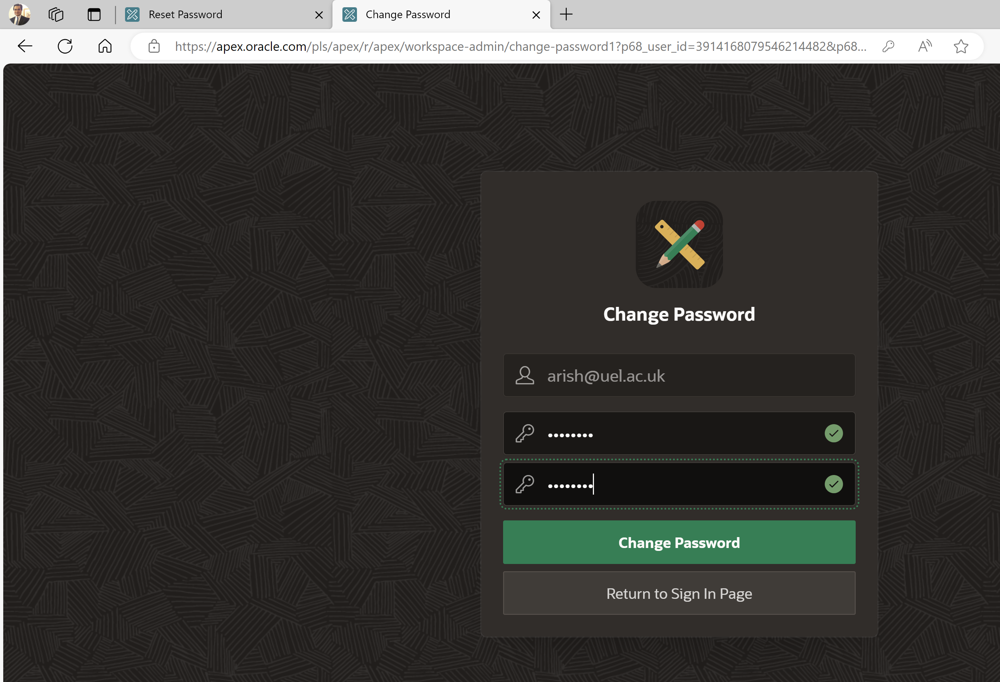 Reset Password
Change Password
https://apex.oracle.com/pls/apex/r/apex/workspace-admin/change-password1?p68_user_id=3914168079546214482&p68...
Change Password
arish@uel.ac.uk
••••••••
••••••••
Change Password
Return to Sign In Page